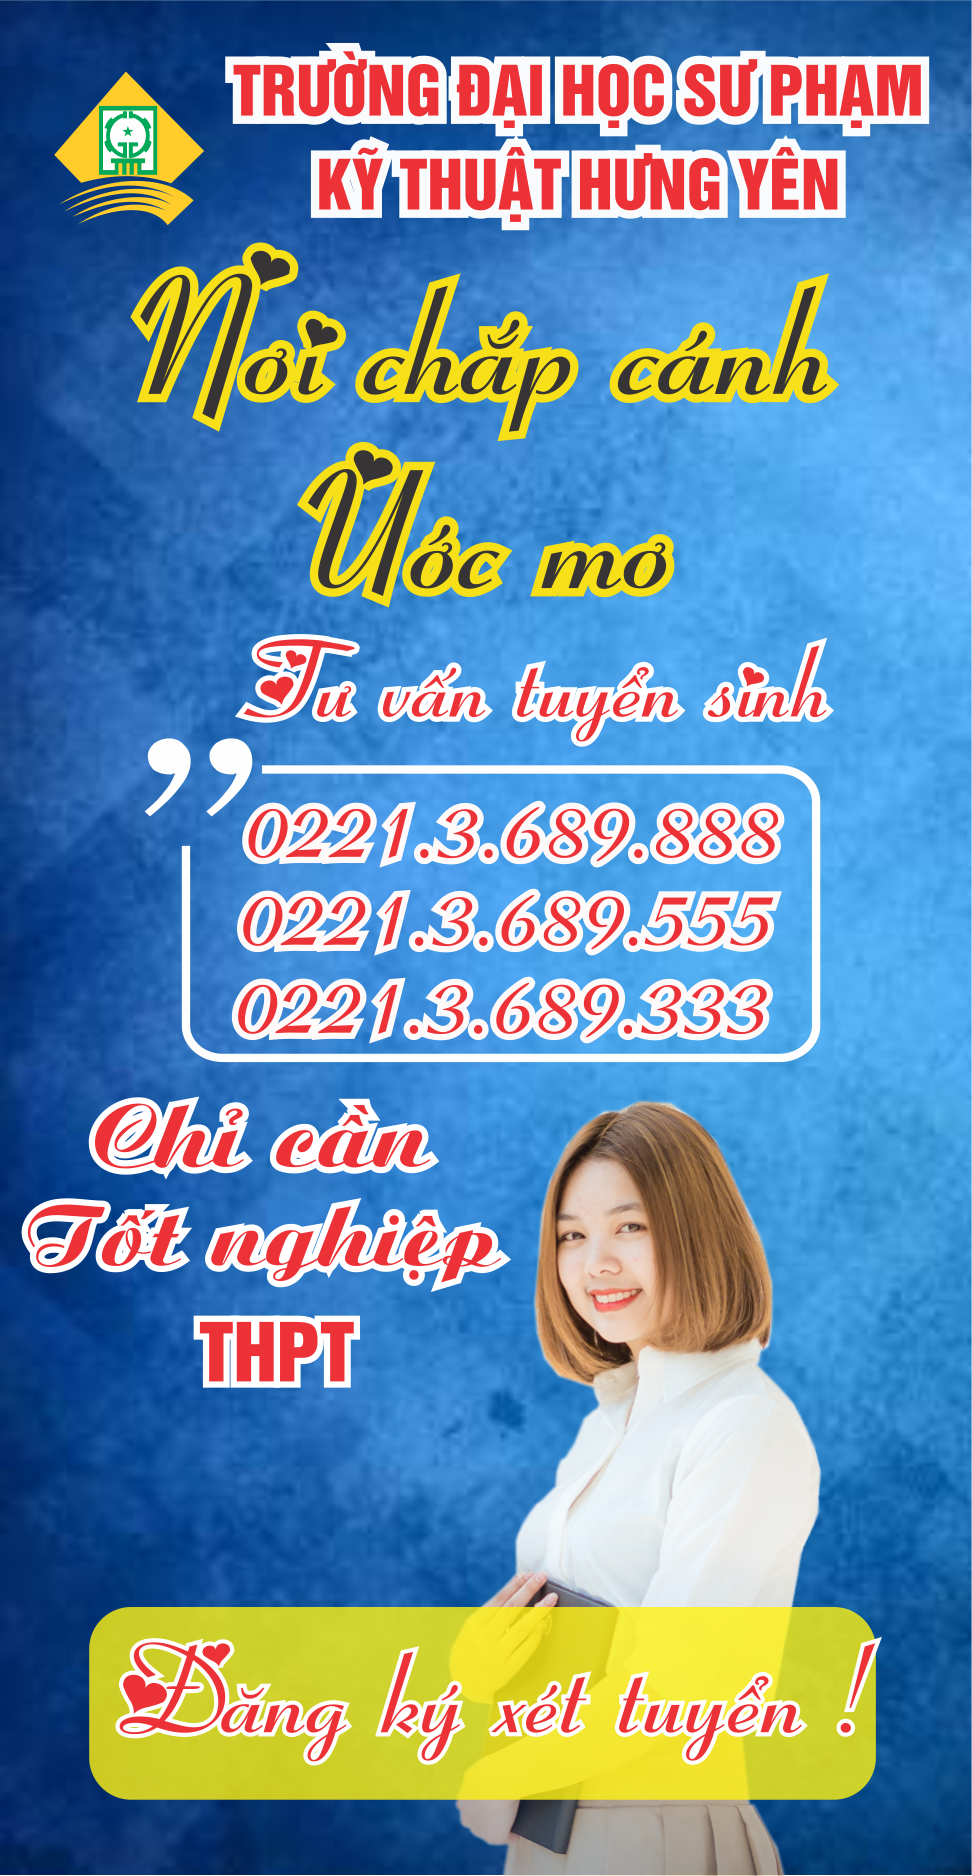 TRƯỜNG ĐẠI HỌC SƯ PHẠM
KỸ THUẬT HƯNG YÊN
Nơi chắp cánh
Ước mơ
Tư vấn tuyển sinh
0221.3.689.888
0221.3.689.555
0221.3.689.333
Chỉ cần
Tốt nghiệp
THPT
Đăng ký xét tuyển !